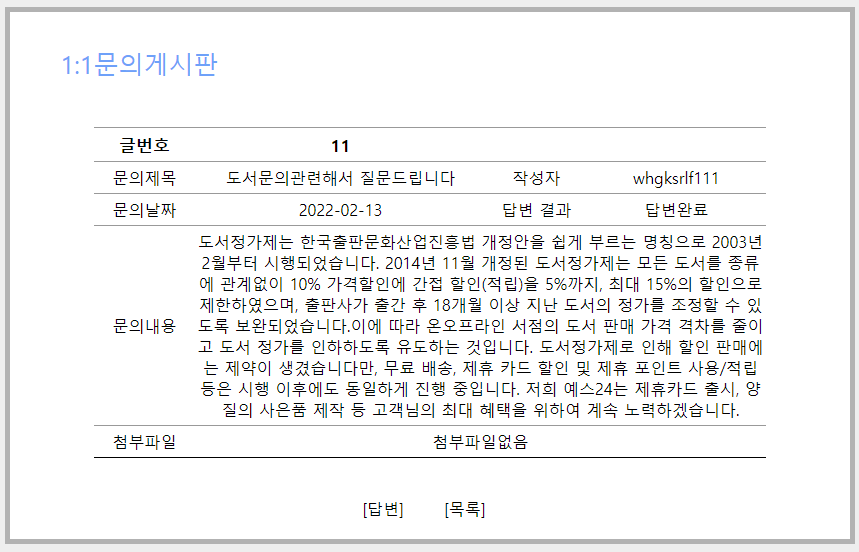 1:1문의게시판
글번호 11
문의제목 도서문의관련해서 질문드립니다 작성자 whgksrlf111
문의날짜 2022-02-13 답변 결과 답변완료
문의내용
도서정가제는 한국출판문화산업진흥법 개정안을 쉽게 부르는 명칭으로 2003년
2월부터 시행되었습니다. 2014년 11월 개정된 도서정가제는 모든 도서를 종류
에 관계없이 10% 가격할인에 간접 할인(적립)을 5%까지, 최대 15%의 할인으로
제한하였으며, 출판사가 출간 후 18개월 이상 지난 도서의 정가를 조정할 수 있
도록 보완되었습니다.이에 따라 온오프라인 서점의 도서 판매 가격 격차를 줄이
고 도서 정가를 인하하도록 유도하는 것입니다. 도서정가제로 인해 할인 판매에
는 제약이 생겼습니다만, 무료 배송, 제휴 카드 할인 및 제휴 포인트 사용/적립
등은 시행 이후에도 동일하게 진행 중입니다. 저희 예스24는 제휴카드 출시, 양
질의 사은품 제작 등 고객님의 최대 혜택을 위하여 계속 노력하겠습니다.
첨부파일 첨부파일없음
[답변] [목록]